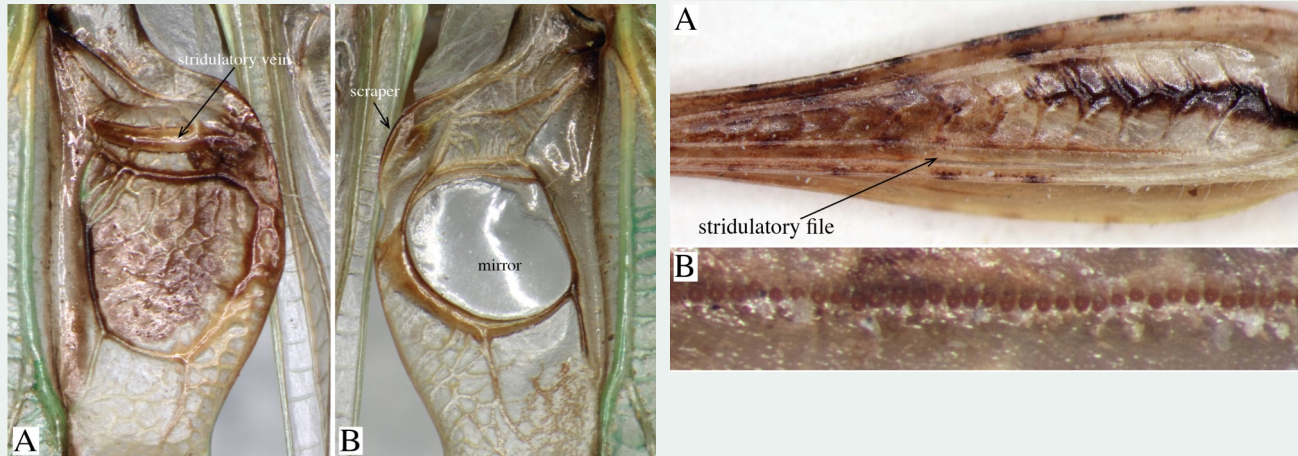 stridulatory vein
A
scraper
mirror
B
A
stridulatory file
B